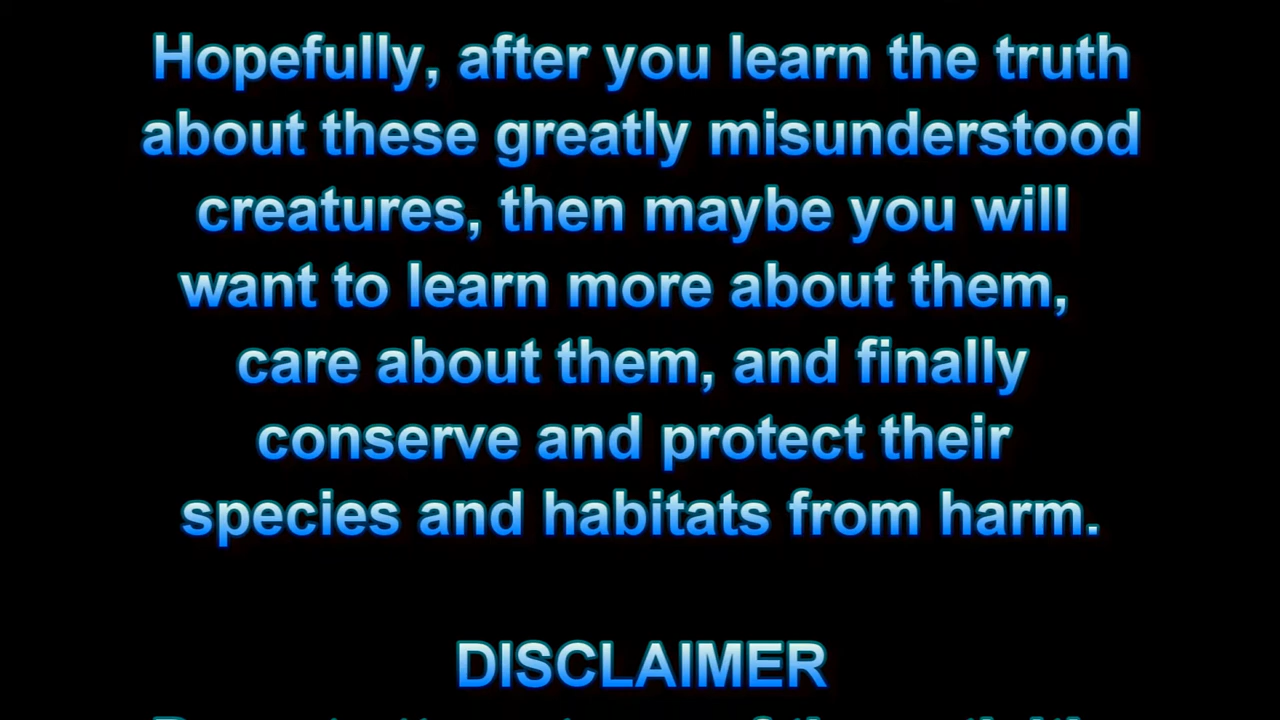 Hopefully, after you learn the truth
about these greatly misunderstood
creatures, then maybe you will
want to learn more about them,
care about them, and finally
conserve and protect their
species and habitats from harm.
DISCLAIMER